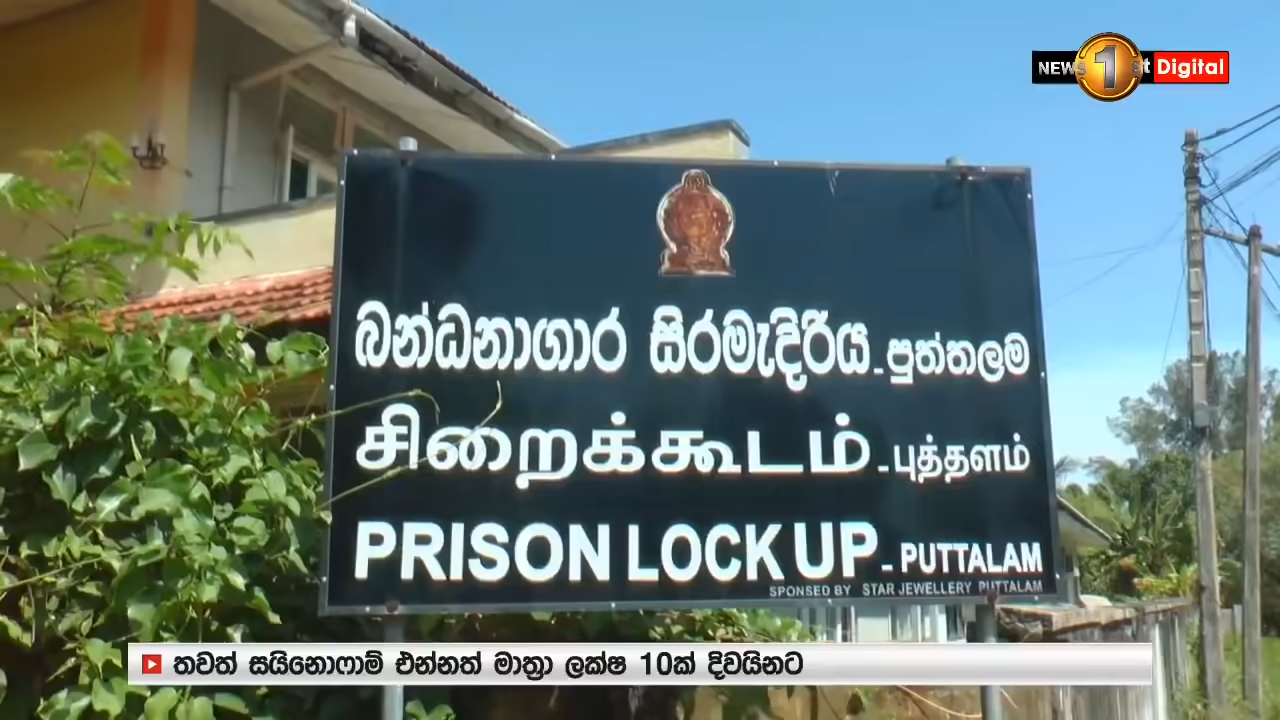 NEWS 1st Digital
බන්ධනාගාර සිරමැදිරිය - පුත්තලම
சிறைக்கூடம் - புத்தளம்
PRISON LOCK UP - PUTTALAM
SPONSED BY STAR JEWELLERY PUTTALAM
තවත් සයිනොෆාම් එන්නත් මාත්‍රා ලක්ෂ 10ක් දිවයිනට